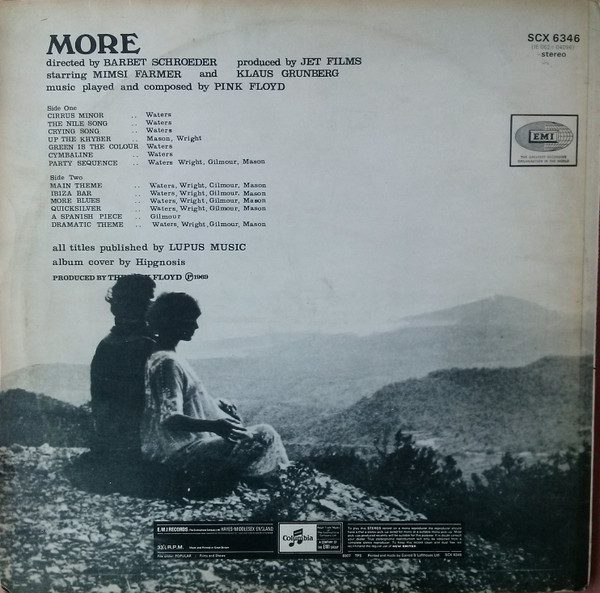 MORE
directed by BARBET SCHROEDER produced by JET FILMS
starring MIMSI FARMER and KLAUS GRUNBERG
music played and composed by PINK FLOYD
SCX 6346
stereo
EMI
Side One
CIRRUS MINOR .. Waters
THE NILE SONG .. Waters
CRYING SONG .. Waters
UP THE KHYBER .. Mason, Wright
GREEN IS THE COLOUR Waters
CYMBALINE .. Waters
PARTY SEQUENCE .. Waters Wright, Gilmour, Mason
Side Two
MAIN THEME .. Waters, Wright, Gilmour, Mason
IBIZA BAR .. Waters, Wright, Gilmour, Mason
MORE BLUES .. Waters, Wright, Gilmour, Mason
QUICKSILVER .. Waters, Wright, Gilmour, Mason
A SPANISH PIECE .. Gilmour
DRAMATIC THEME .. Waters, Wright, Gilmour, Mason
all titles published by LUPUS MUSIC
album cover by Hipgnosis
PRODUCED BY THE FLOYD ℗1969
E.M.I RECORDS HAYES·MIDDLESEX·ENGLAND
33⅓ R.P.M.
Columbia